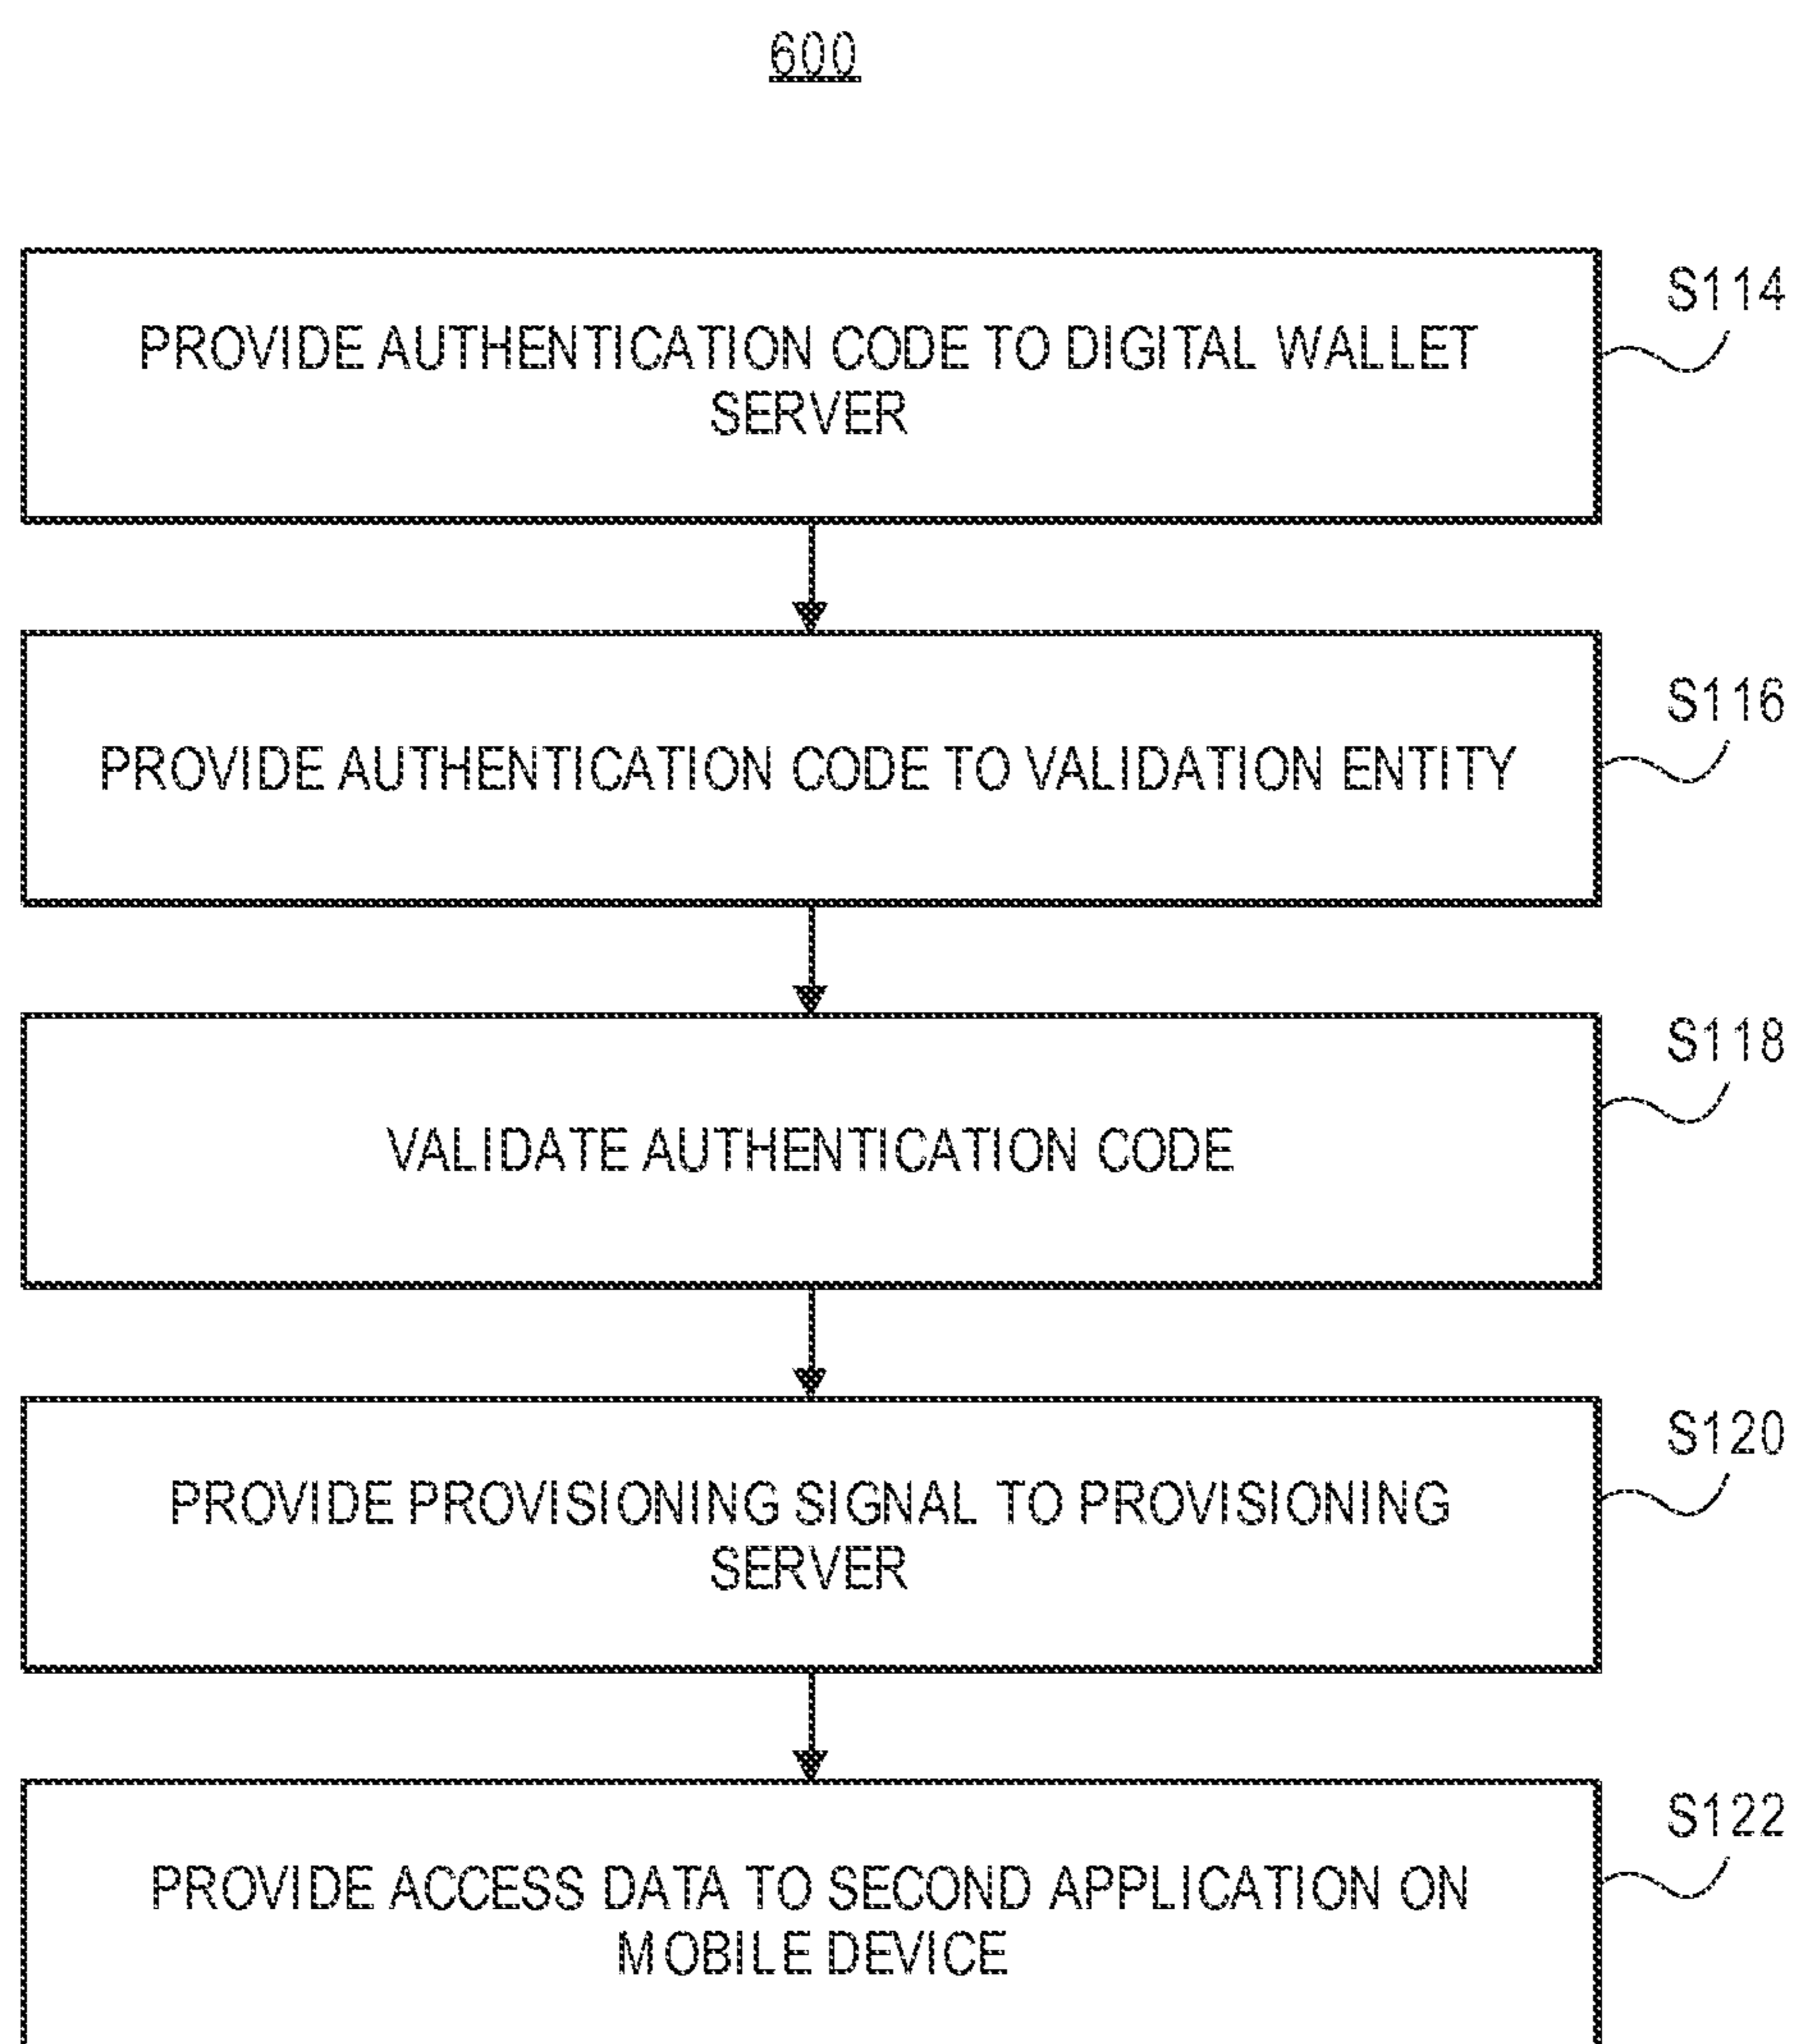 600
PROVIDE AUTHENTICATION CODE TO DIGITAL WALLET
SERVER
S114
PROVIDE AUTHENTICATION CODE TO VALIDATION ENTITY
S116
VALIDATE AUTHENTICATION CODE
S118
PROVIDE PROVISIONING SIGNAL TO PROVISIONING
SERVER
S120
PROVIDE ACCESS DATA TO SECOND APPLICATION ON
MOBILE DEVICE
S122